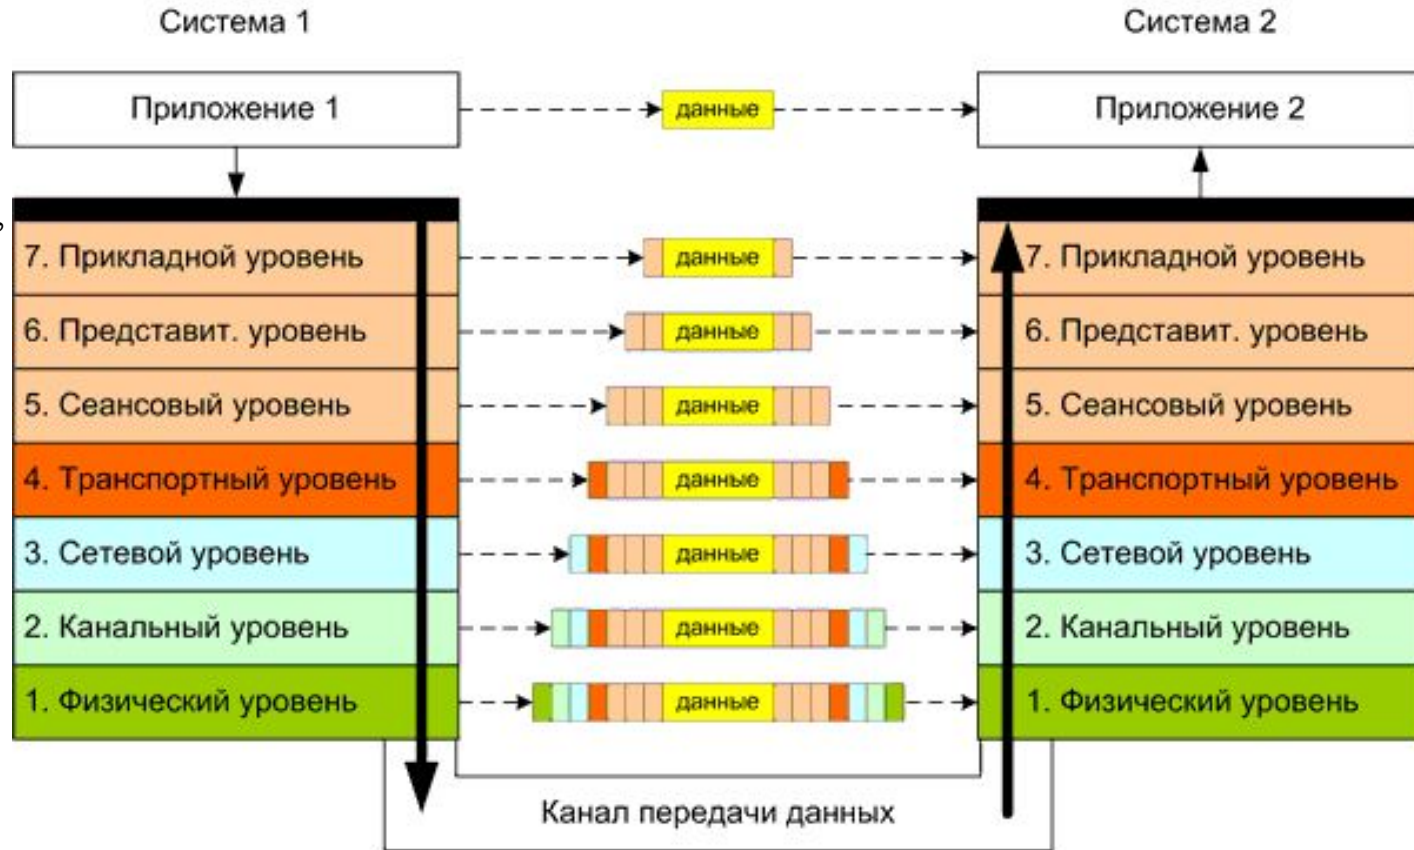 Система 1
Система 2
Приложение 1
данные
Приложение 2
7. Прикладной уровень
данные
7. Прикладной уровень
6. Представит. уровень
данные
6. Представит. уровень
5. Сеансовый уровень
данные
5. Сеансовый уровень
4. Транспортный уровень
данные
4. Транспортный уровень
3. Сетевой уровень
данные
3. Сетевой уровень
2. Канальный уровень
данные
2. Канальный уровень
1. Физический уровень
данные
1. Физический уровень
Канал передачи данных